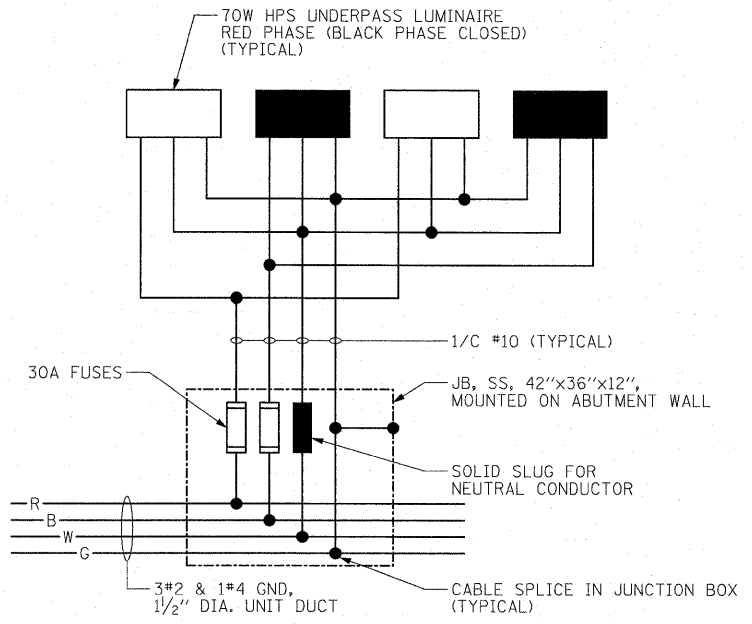 70W HPS UNDERPASS LUMINAIRE
RED PHASE (BLACK PHASE CLOSED)
(TYPICAL)
1/C #10 (TYPICAL)
30A FUSES
JB, SS, 42"x36"x12",
MOUNTED ON ABUTMENT WALL
SOLID SLUG FOR
NEUTRAL CONDUCTOR
R
B
W
G
3#2 & 1#4 GND,
1½" DIA. UNIT DUCT
CABLE SPLICE IN JUNCTION BOX
(TYPICAL)